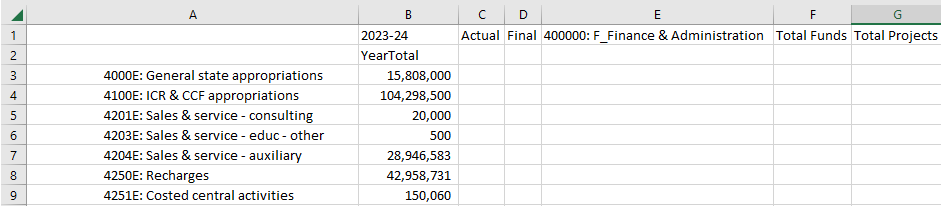 A B C D E F G
1 2023-24 Actual Final 400000: F_Finance & Administration Total Funds Total Projects
2 YearTotal
3 4000E: General state appropriations 15,808,000
4 4100E: ICR & CCF appropriations 104,298,500
5 4201E: Sales & service - consulting 20,000
6 4203E: Sales & service - educ - other 500
7 4204E: Sales & service - auxiliary 28,946,583
8 4250E: Recharges 42,958,731
9 4251E: Costed central activities 150,060